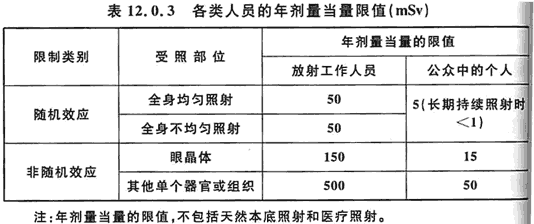 表 12.0.3 各类人员的年剂量当量限值(mSv)
限制类别 受照部位 年剂量当量的限值
放射工作人员 公众中的个人
随机效应 全身均匀照射 50 5(长期持续照射时<1)
全身不均匀照射 50
非随机效应 眼晶体 150 15
其他单个器官或组织 500 50
注:年剂量当量的限值,不包括天然本底照射和医疗照射。